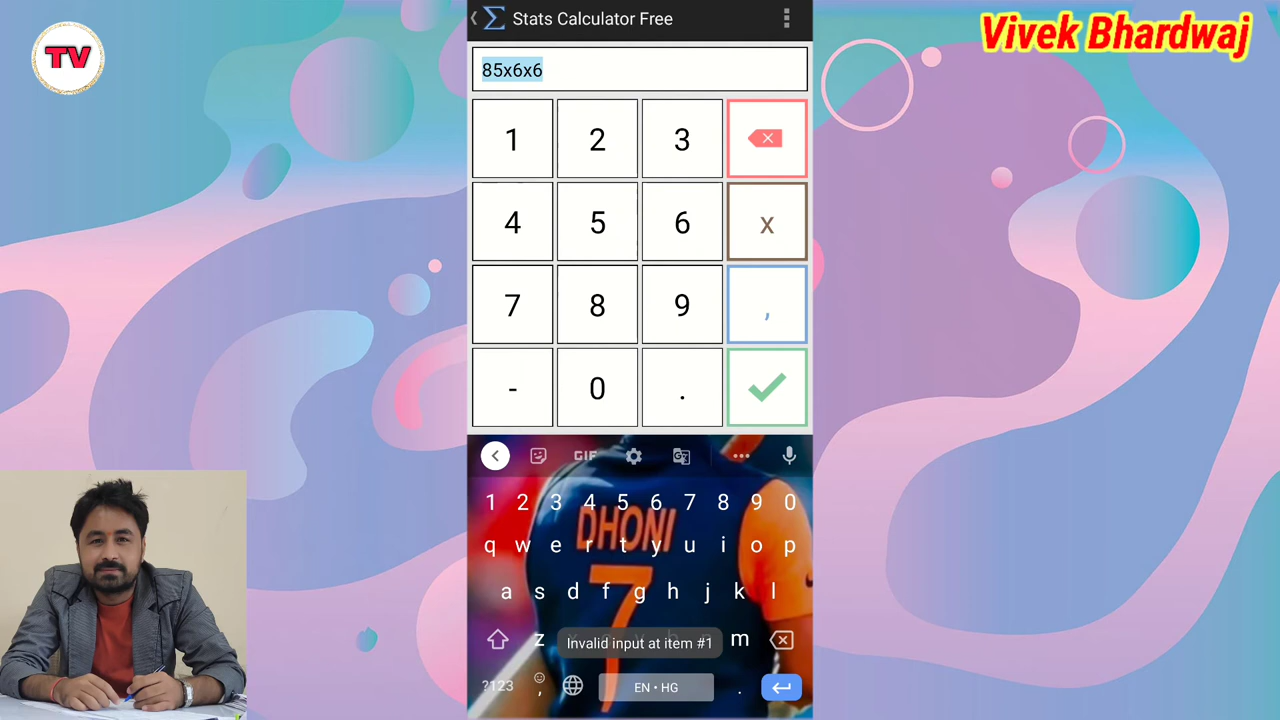 TV
Vivek Bhardwaj
Stats Calculator Free
85x6x6
1 2 3
4 5 6 x
7 8 9 ,
- 0 .
GIF
1 2 3 4 5 6 7 8 9 0
DHONI
q w e r t y u i o p
7
a s d f g h j k l
z m
Invalid input at item #1
?123 , EN • HG .